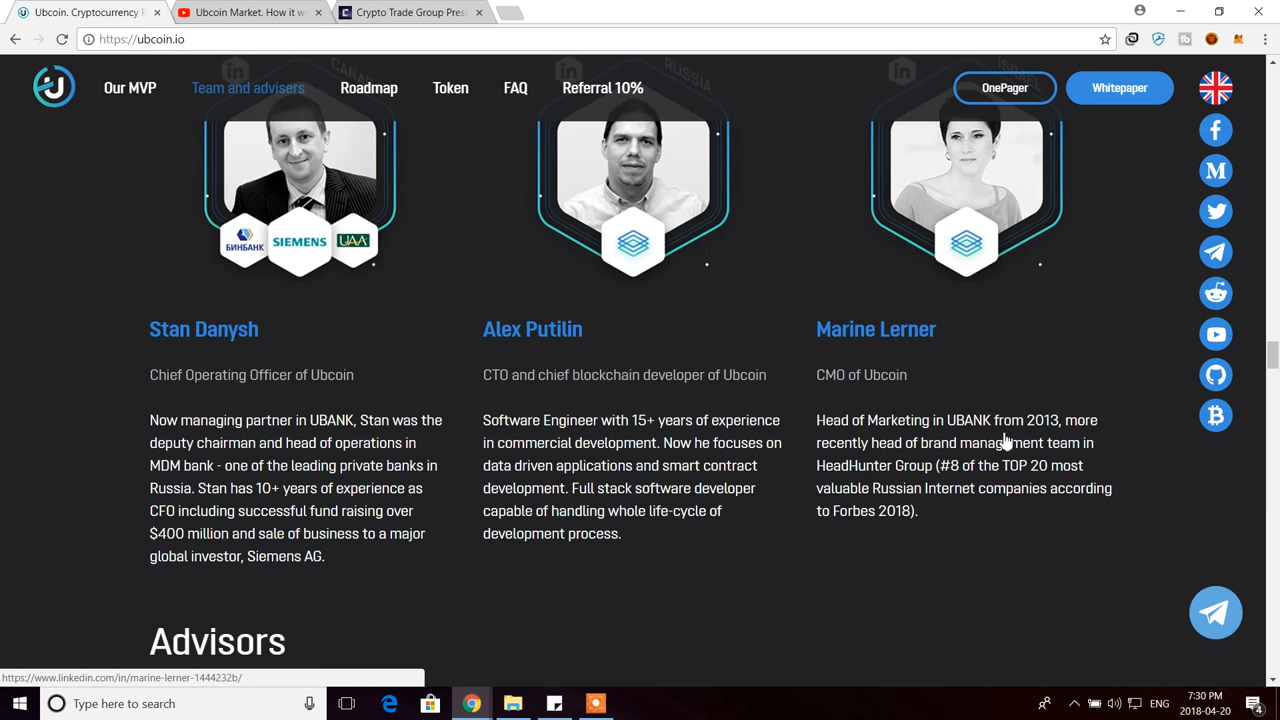 Ubcoin. Cryptocurrency R
Ubcoin Market. How it w
Crypto Trade Group Pres
https://ubcoin.io
Our MVP
Team and advisers
Roadmap
Token
FAQ
Referral 10%
OnePager
Whitepaper
CANADA
RUSSIA
ISRAEL
БИНБАНК
SIEMENS
UAA
Stan Danysh
Chief Operating Officer of Ubcoin
Now managing partner in UBANK, Stan was the
deputy chairman and head of operations in
MDM bank - one of the leading private banks in
Russia. Stan has 10+ years of experience as
CFO including successful fund raising over
$400 million and sale of business to a major
global investor, Siemens AG.
Alex Putilin
CTO and chief blockchain developer of Ubcoin
Software Engineer with 15+ years of experience
in commercial development. Now he focuses on
data driven applications and smart contract
development. Full stack software developer
capable of handling whole life-cycle of
development process.
Marine Lerner
CMO of Ubcoin
Head of Marketing in UBANK from 2013, more
recently head of brand management team in
HeadHunter Group (#8 of the TOP 20 most
valuable Russian Internet companies according
to Forbes 2018).
Advisors
https://www.linkedin.com/in/marine-lerner-1444232b/
Type here to search
ENG
7:30 PM
2018-04-20
4